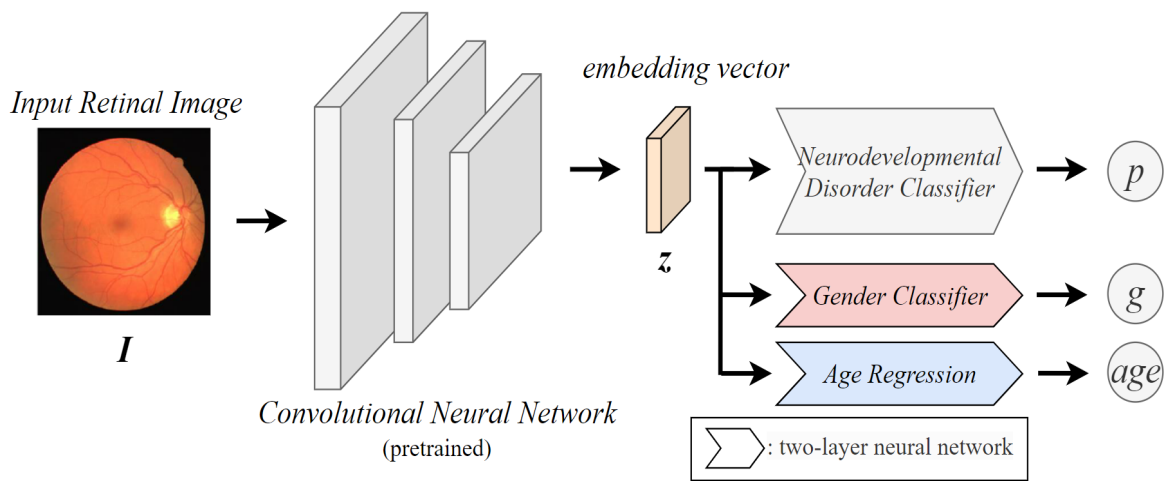 Input Retinal Image
I
Convolutional Neural Network
(pretrained)
embedding vector
z
Neurodevelopmental
Disorder Classifier
p
Gender Classifier
g
Age Regression
age
: two-layer neural network